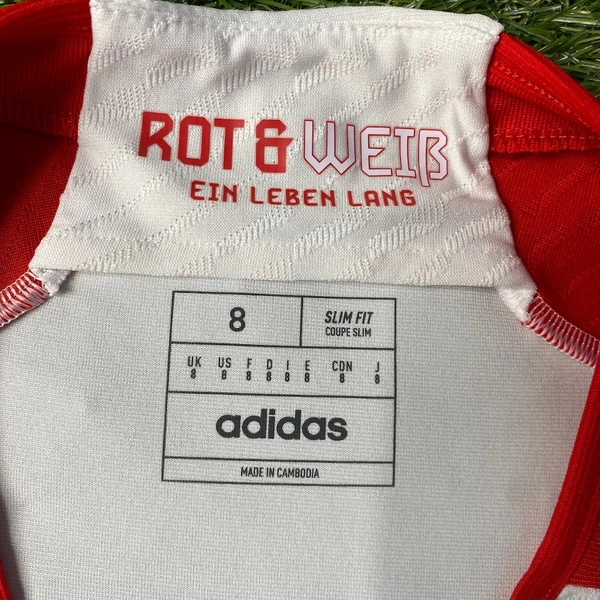 ROT & WEIß
EIN LEBEN LANG
8
SLIM FIT
COUPE SLIM
UK US F D I E CDN J
8 8 8 8 8 8 8 8
adidas
MADE IN CAMBODIA